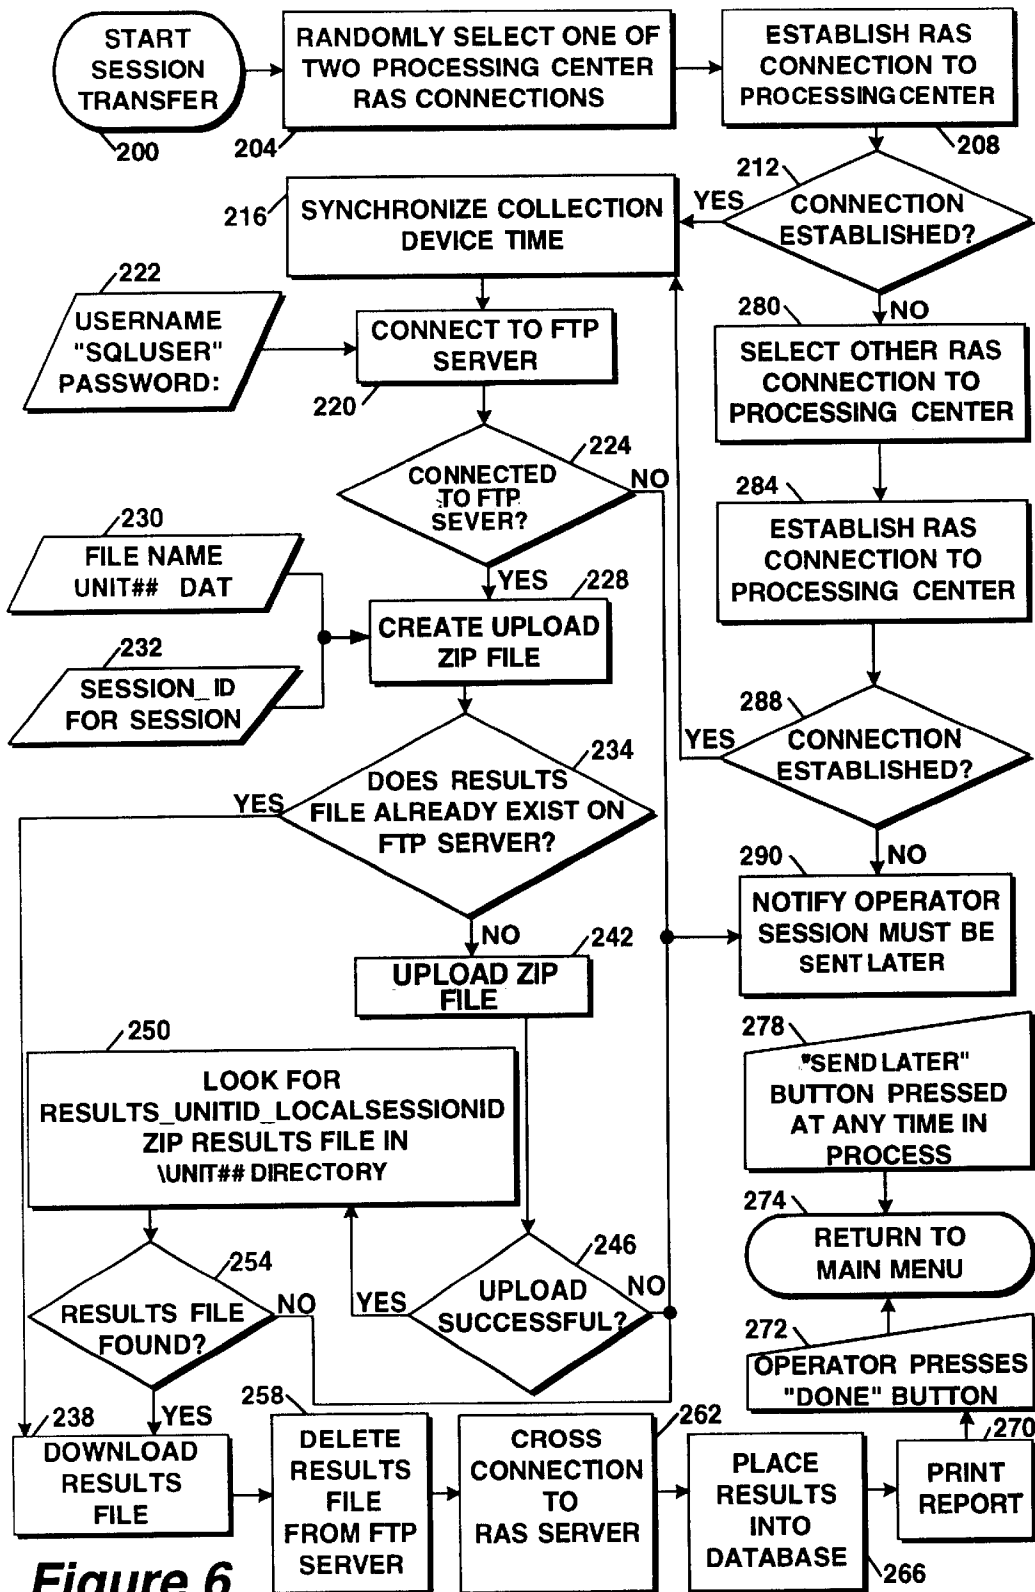 START
SESSION
TRANSFER
200
RANDOMLY SELECT ONE OF
TWO PROCESSING CENTER
RAS CONNECTIONS
204
ESTABLISH RAS
CONNECTION TO
PROCESSING CENTER
208
212
CONNECTION
ESTABLISHED?
YES
NO
216
SYNCHRONIZE COLLECTION
DEVICE TIME
222
USERNAME
"SQLUSER"
PASSWORD:
CONNECT TO FTP
SERVER
220
280
SELECT OTHER RAS
CONNECTION TO
PROCESSING CENTER
224
CONNECTED
TO FTP
SEVER?
NO
YES
284
ESTABLISH RAS
CONNECTION TO
PROCESSING CENTER
230
FILE NAME
UNIT## DAT
228
CREATE UPLOAD
ZIP FILE
232
SESSION_ID
FOR SESSION
288
CONNECTION
ESTABLISHED?
YES
NO
234
DOES RESULTS
FILE ALREADY EXIST ON
FTP SERVER?
YES
NO
290
NOTIFY OPERATOR
SESSION MUST BE
SENT LATER
242
UPLOAD ZIP
FILE
250
LOOK FOR
RESULTS_UNITID_LOCALSESSIONID
ZIP RESULTS FILE IN
\UNIT## DIRECTORY
278
"SEND LATER"
BUTTON PRESSED
AT ANY TIME IN
PROCESS
274
RETURN TO
MAIN MENU
254
RESULTS FILE
FOUND?
NO
YES
246
UPLOAD
SUCCESSFUL?
YES
NO
272
OPERATOR PRESSES
"DONE" BUTTON
238
DOWNLOAD
RESULTS
FILE
258
DELETE
RESULTS
FILE
FROM FTP
SERVER
262
CROSS
CONNECTION
TO
RAS SERVER
PLACE
RESULTS
INTO
DATABASE
266
270
PRINT
REPORT
Figure 6